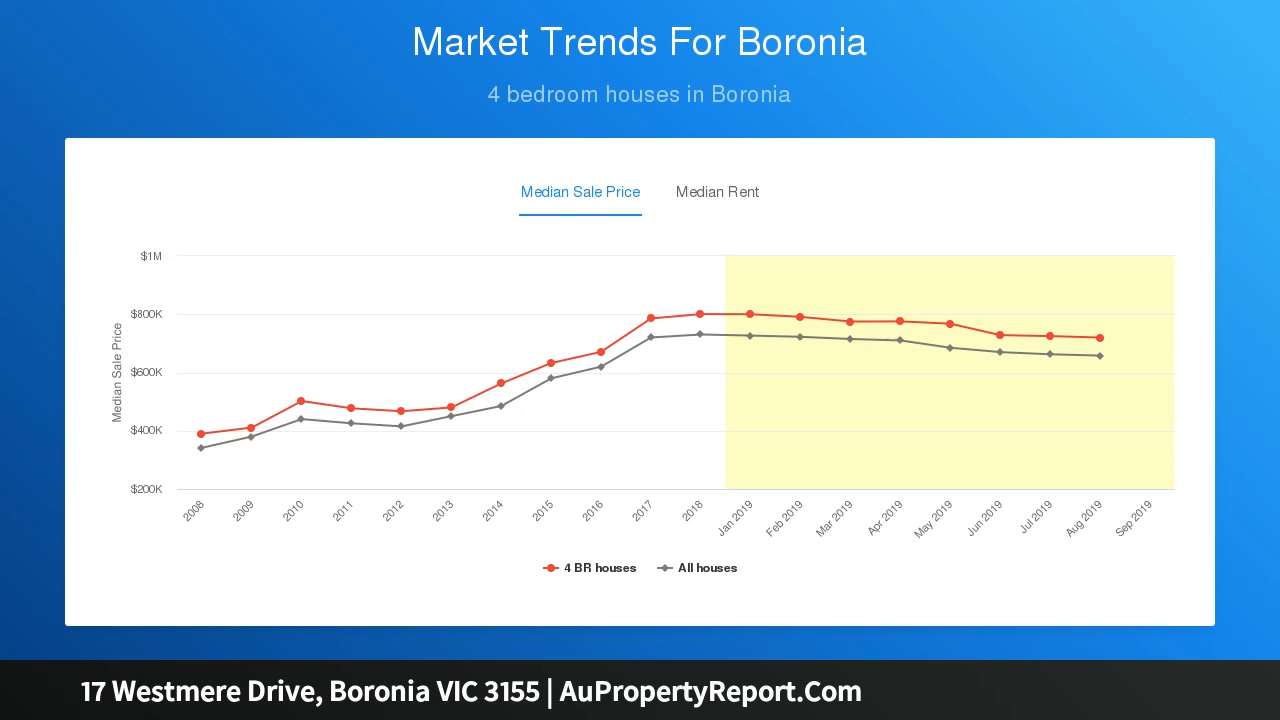 Market Trends For Boronia
4 bedroom houses in Boronia
Median Sale Price Median Rent
$1M
$800K
$600K
$400K
$200K
Median Sale Price
2008 2009 2010 2011 2012 2013 2014 2015 2016 2017 2018 Jan 2019 Feb 2019 Mar 2019 Apr 2019 May 2019 Jun 2019 Jul 2019 Aug 2019 Sep 2019
4 BR houses All houses
17 Westmere Drive, Boronia VIC 3155 | AuPropertyReport.Com